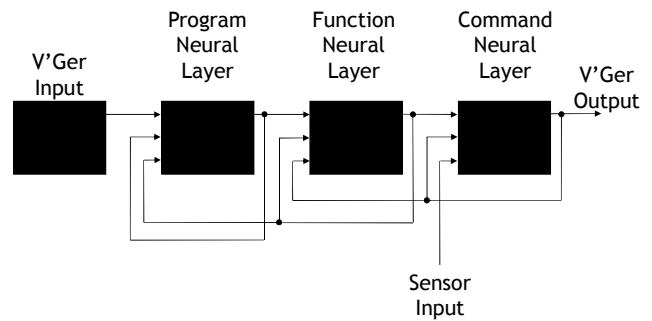 V’Ger
Input
Program
Neural
Layer
Function
Neural
Layer
Command
Neural
Layer
V’Ger
Output
Sensor
Input